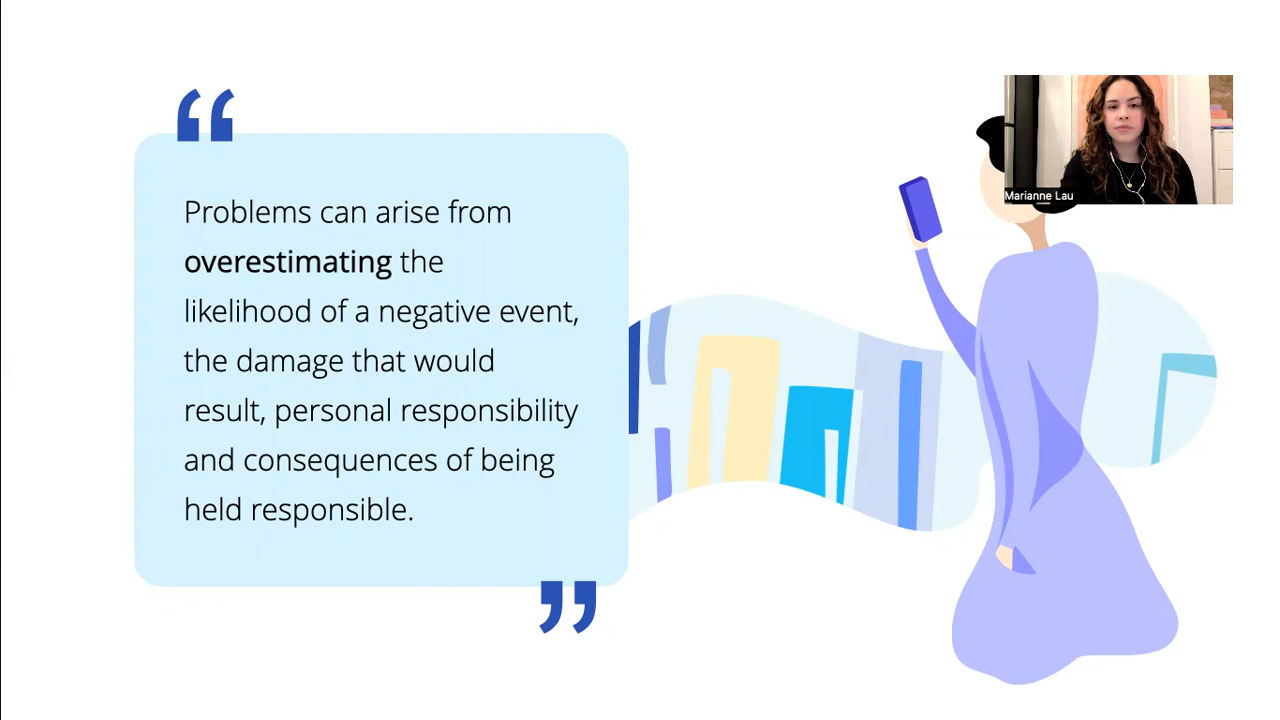 “
Problems can arise from
overestimating the
likelihood of a negative event,
the damage that would
result, personal responsibility
and consequences of being
held responsible.
”
Marianne Lau